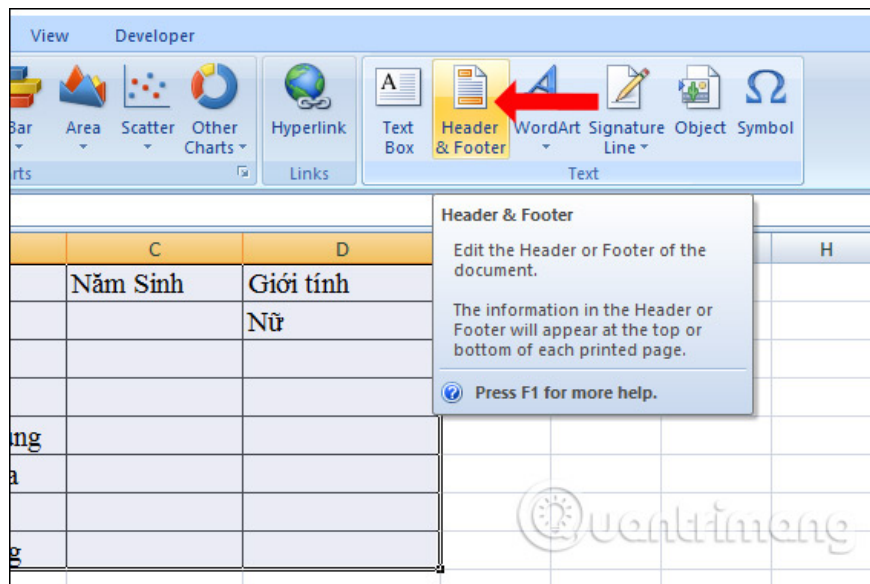 View Developer
Bar Area Scatter Other Charts Hyperlink Text Box Header & Footer WordArt Signature Line Object Symbol
Links Text
Header & Footer
Edit the Header or Footer of the
document.
The information in the Header or
Footer will appear at the top or
bottom of each printed page.
Press F1 for more help.
C D H
Năm Sinh Giới tính
Nữ
ung
a
g
Quantrimang